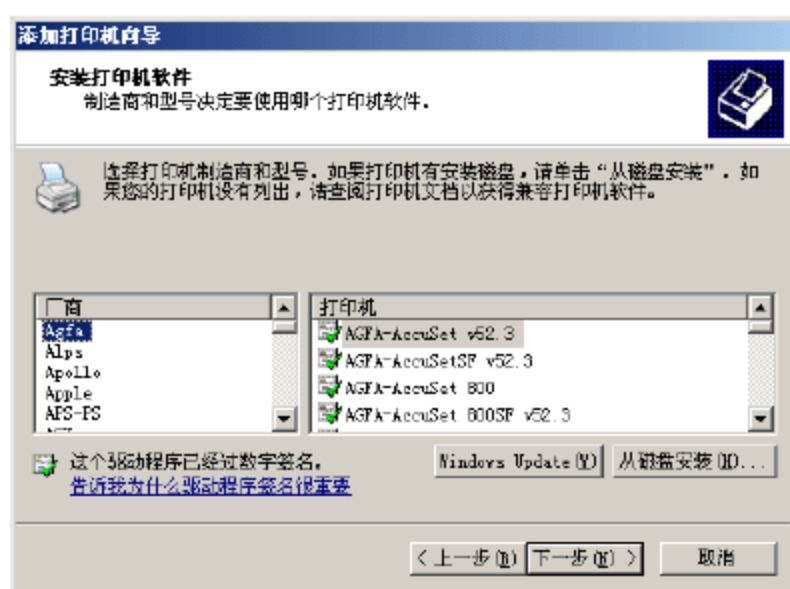 添加打印机向导
安装打印机软件
制造商和型号决定要使用哪个打印机软件.
选择打印机制造商和型号. 如果打印机有安装磁盘,请单击“从磁盘安装”. 如
果您的打印机没有列出,请查阅打印机文档以获得兼容打印机软件。
厂商
打印机
Agfa
Alps
Apollo
Apple
APS-PS
AGFA-AccuSet v52.3
AGFA-AccuSetSF v52.3
AGFA-AccuSet 800
AGFA-AccuSet 800SF v52.3
这个驱动程序已经过数字签名。
告诉我为什么驱动程序签名很重要
Windows Update(W)
从磁盘安装(H)...
<上一步(B)
下一步(N) >
取消